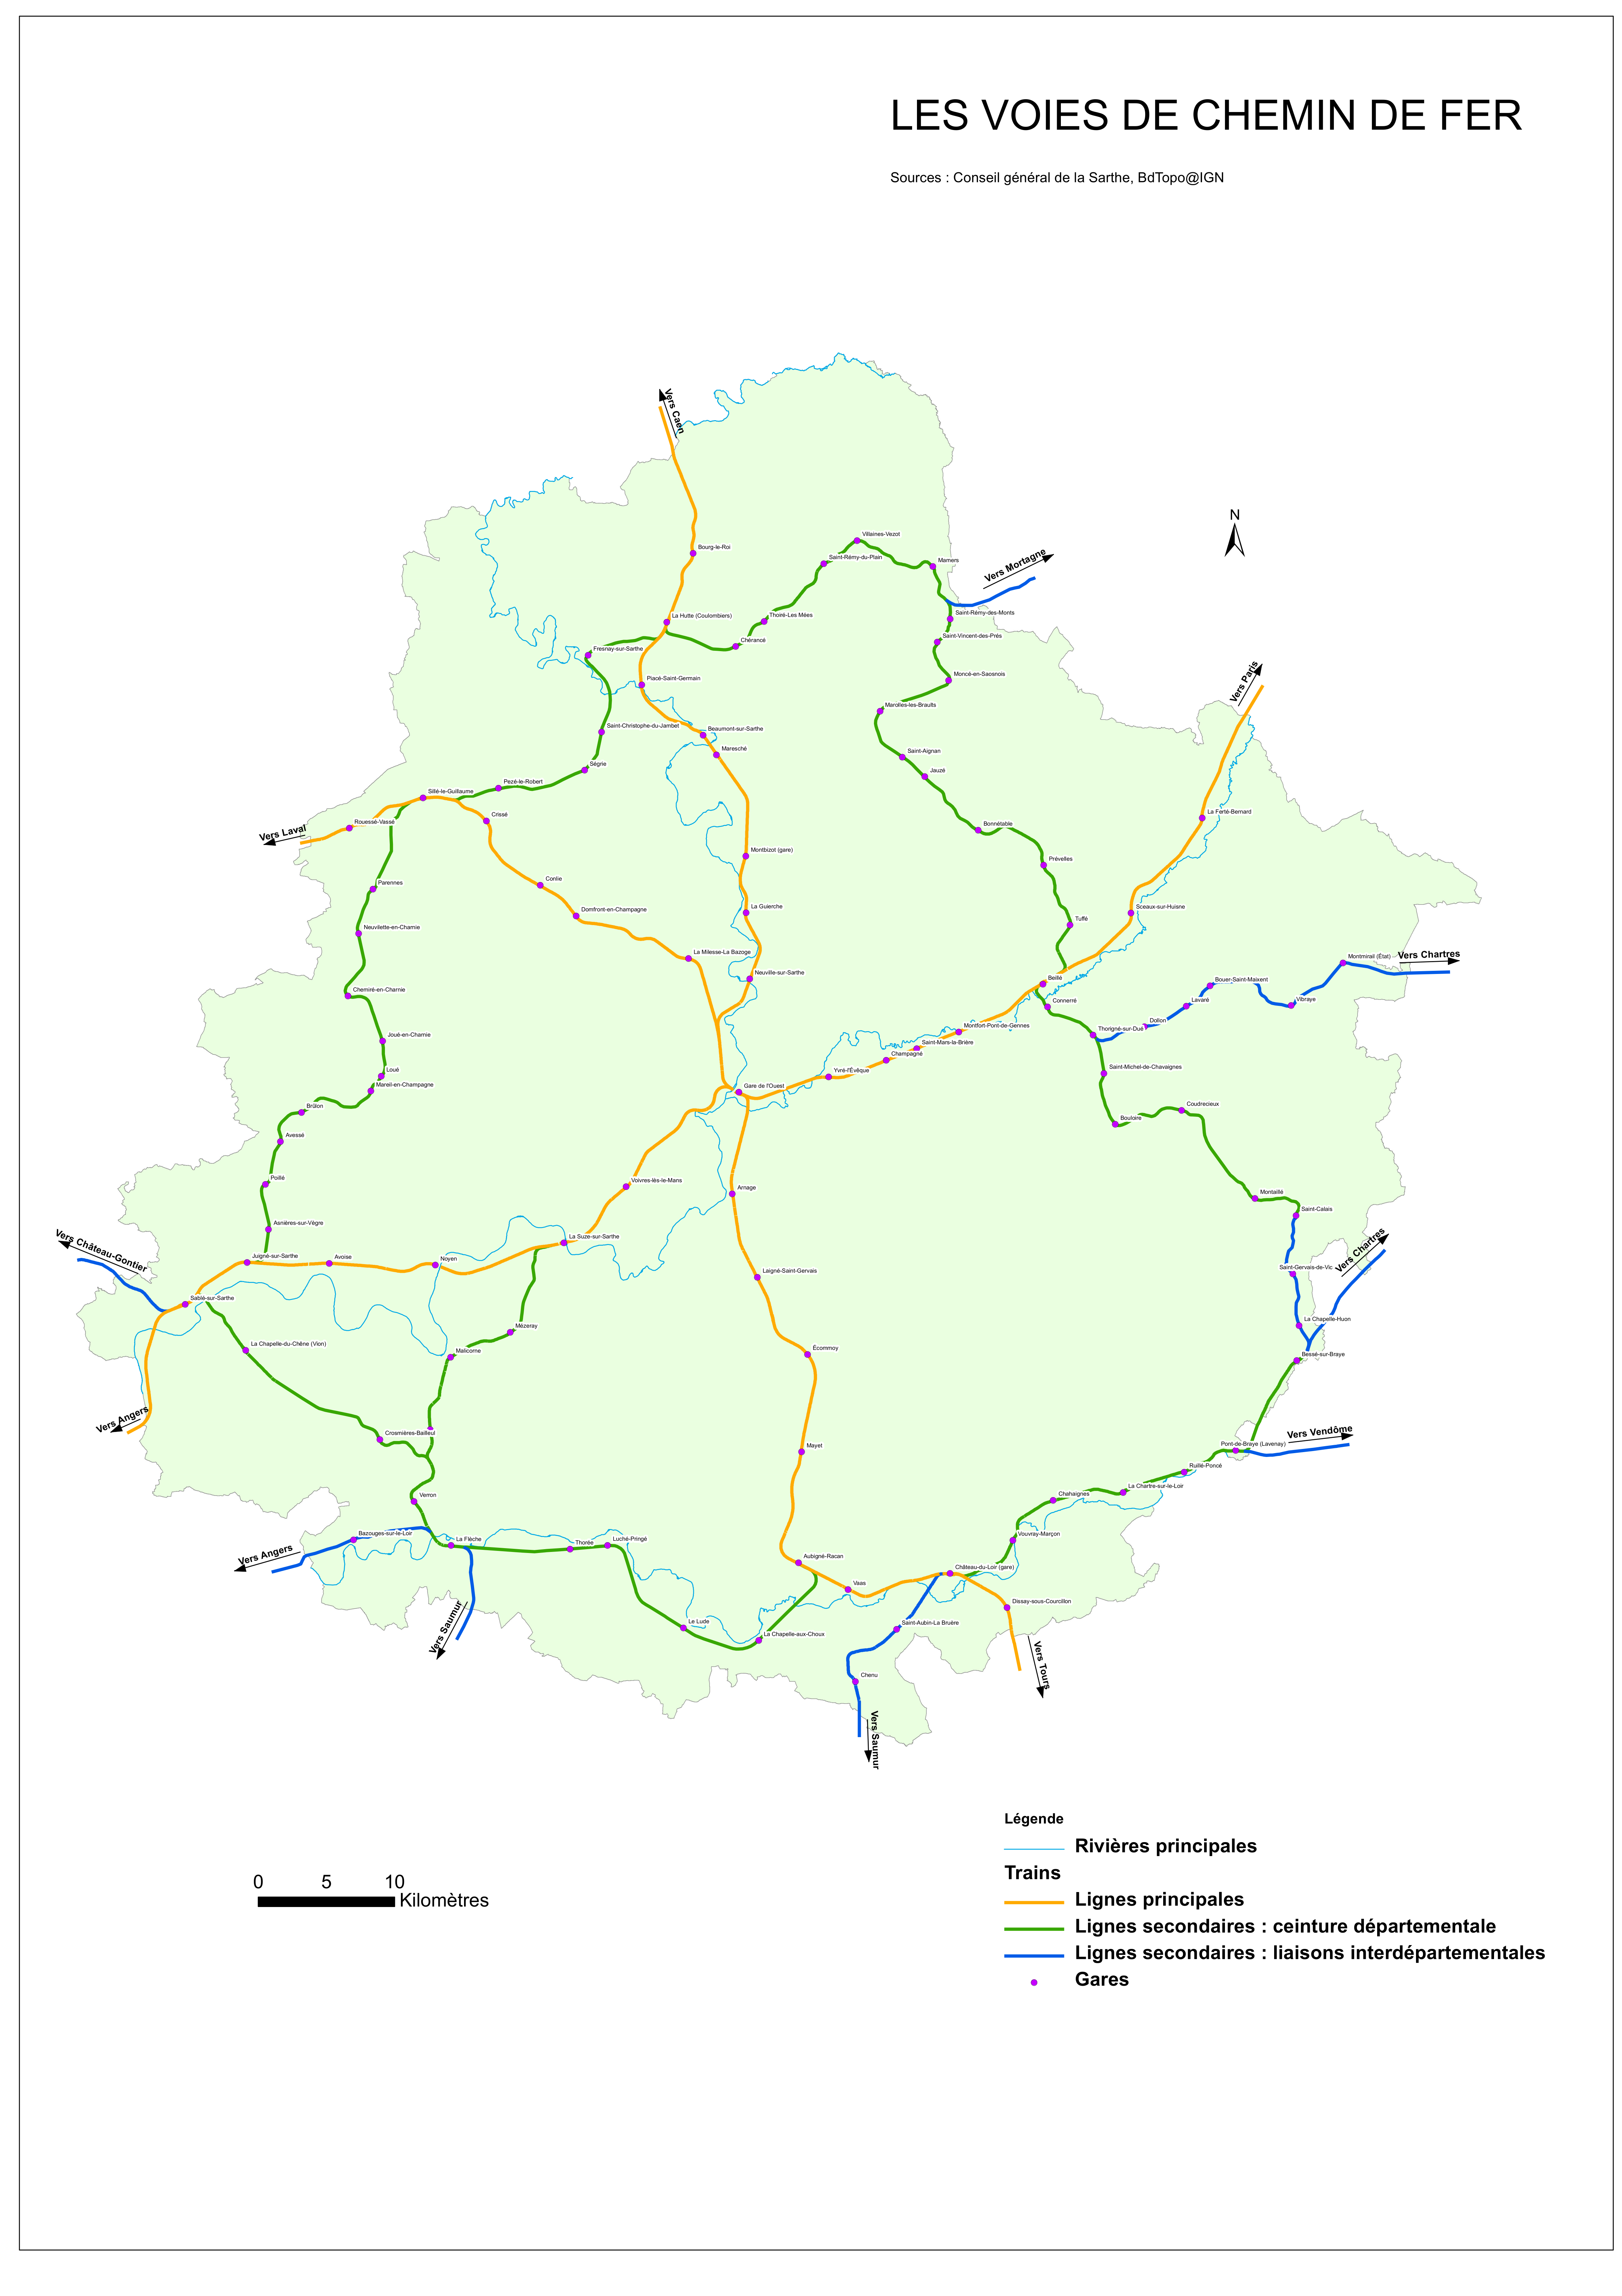 LES VOIES DE CHEMIN DE FER
Sources : Conseil général de la Sarthe, BdTopo@IGN
Vers Caen
N
Villaines-Vezot
Bourg-le-Roi
Saint-Rémy-du-Plain
Mamers
Vers Mortagne
La Hutte (Coulombiers)
Thoiré-Les Mées
Saint-Rémy-des-Monts
Chérancé
Saint-Vincent-des-Prés
Fresnay-sur-Sarthe
Piacé-Saint-Germain
Moncé-en-Saosnois
Vers Paris
Marolles-les-Braults
Saint-Christophe-du-Jambet
Beaumont-sur-Sarthe
Maresché
Saint-Aignan
Ségrie
Jauzé
Pezé-le-Robert
Sillé-le-Guillaume
Crissé
Rouessé-Vassé
Vers Laval
La Ferté-Bernard
Bonnétable
Montbizot (gare)
Prévelles
Conlie
Parennes
Domfront-en-Champagne
La Guierche
Sceaux-sur-Huisne
Tuffé
Neuvilette-en-Charnie
La Milesse-La Bazoge
Neuville-sur-Sarthe
Montmirail (État)
Vers Chartres
Beillé
Bouer-Saint-Maixent
Chemiré-en-Charnie
Connerré
Lavaré
Vibraye
Montfort-Pont-de-Gennes
Dollon
Thorigné-sur-Dué
Joué-en-Charnie
Saint-Mars-la-Brière
Champagné
Loué
Yvré-l'Évêque
Saint-Michel-de-Chavaignes
Mareil-en-Champagne
Gare de l'Ouest
Brûlon
Coudrecieux
Bouloire
Avessé
Poillé
Voivres-lès-le-Mans
Arnage
Montaillé
Saint-Calais
Asnières-sur-Vègre
La Suze-sur-Sarthe
Vers Château-Gontier
Juigné-sur-Sarthe
Avoise
Noyen
Laigné-Saint-Gervais
Saint-Gervais-de-Vic
Vers Chartres
Sablé-sur-Sarthe
La Chapelle-Huon
Mézeray
La Chapelle-du-Chêne (Vion)
Malicorne
Écommoy
Bessé-sur-Braye
Vers Angers
Crosmières-Bailleul
Mayet
Pont-de-Braye (Lavenay)
Vers Vendôme
Ruillé-Poncé
Verron
Chahaignes
La Chartre-sur-le-Loir
Bazouges-sur-le-Loir
La Flèche
Thorée
Luché-Pringé
Vouvray-Marçon
Vers Angers
Aubigné-Racan
Château-du-Loir (gare)
Vaas
Dissay-sous-Courcillon
Vers Saumur
Le Lude
La Chapelle-aux-Choux
Saint-Aubin-La Bruère
Vers Tours
Chenu
Vers Saumur
Légende
Rivières principales
Trains
Lignes principales
Lignes secondaires : ceinture départementale
Lignes secondaires : liaisons interdépartementales
Gares
0 5 10
Kilomètres